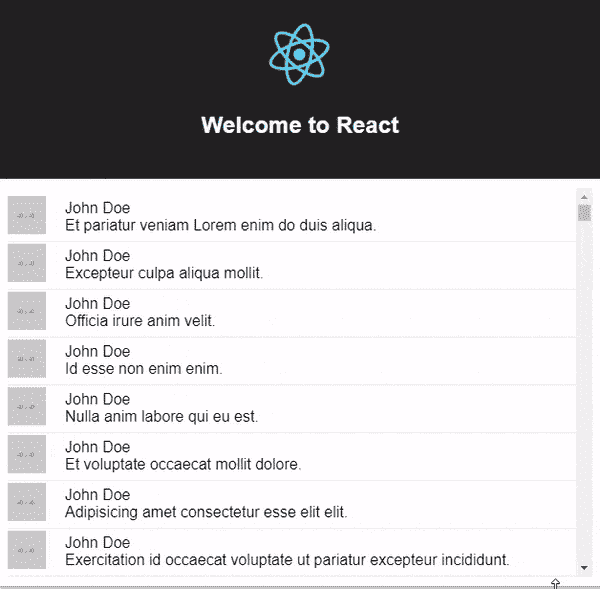 Welcome to React
John Doe
Et pariatur veniam Lorem enim do duis aliqua.
John Doe
Excepteur culpa aliqua mollit.
John Doe
Officia irure anim velit.
John Doe
Id esse non enim enim.
John Doe
Nulla anim labore qui eu est.
John Doe
Et voluptate occaecat mollit dolore.
John Doe
Adipisicing amet consectetur esse elit elit.
John Doe
Exercitation id occaecat voluptate ut pariatur excepteur incididunt.